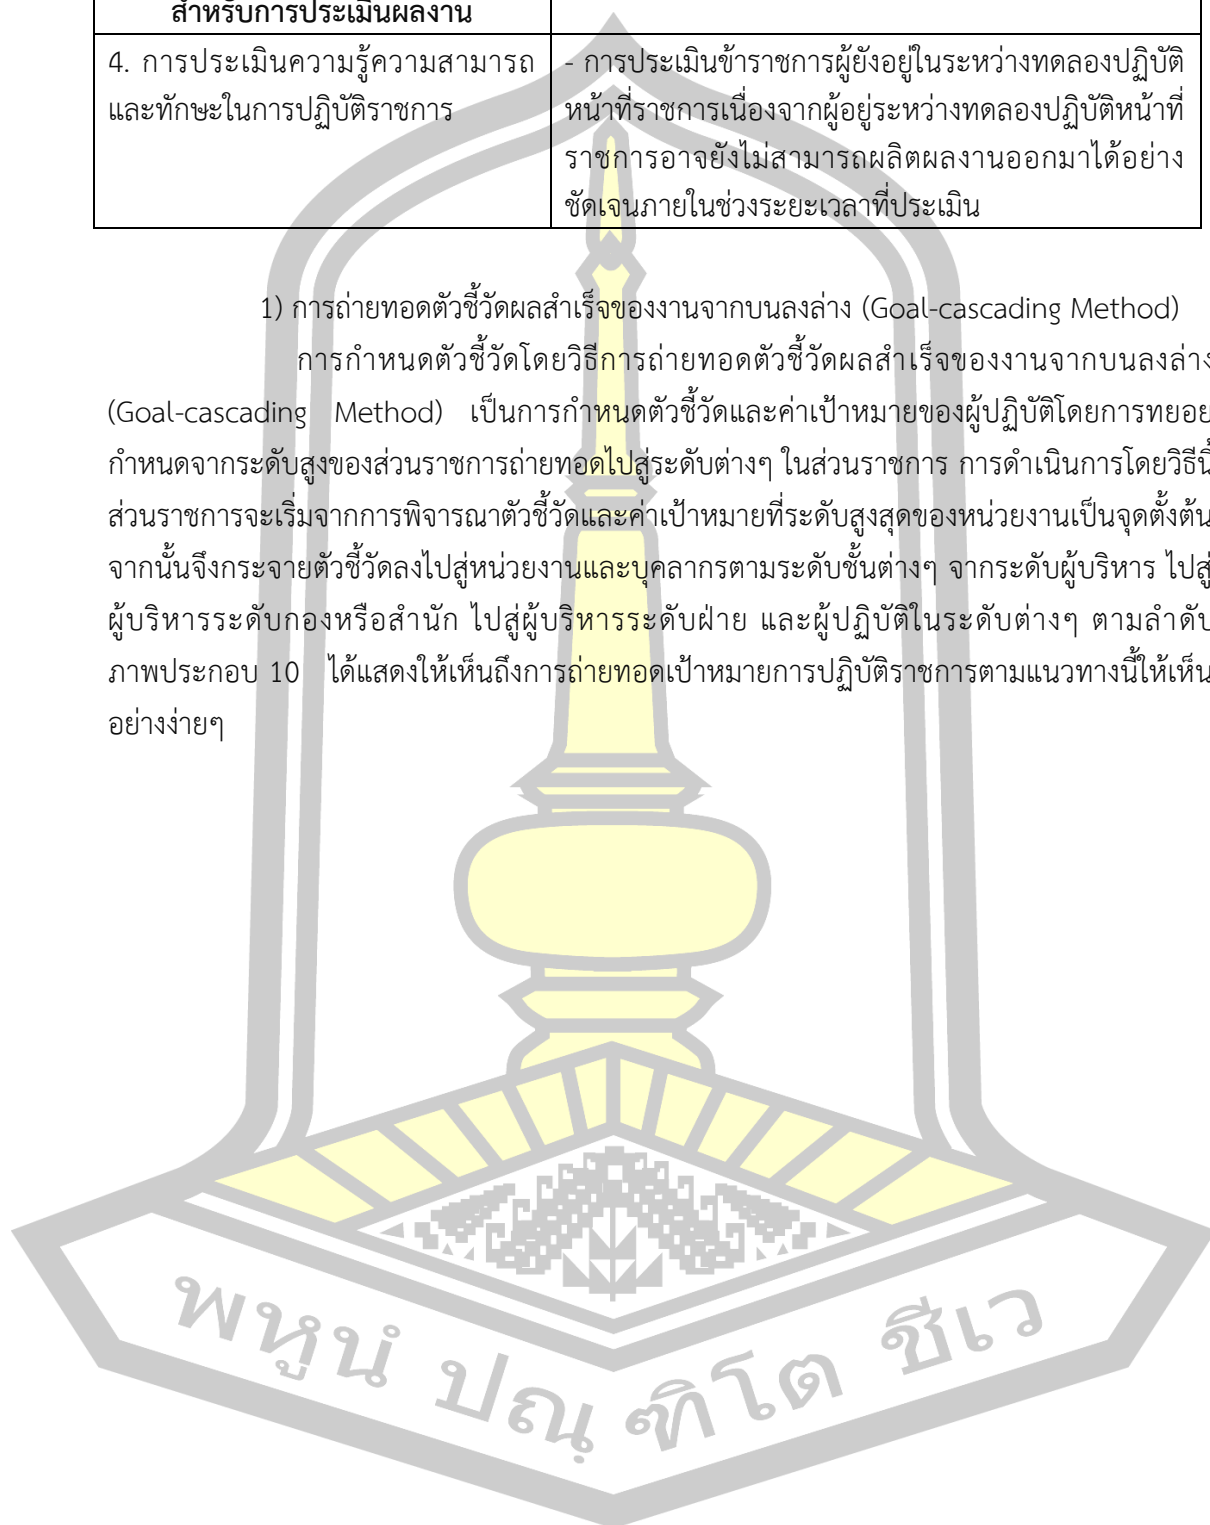 สำหรับการประเมินผลงาน
4. การประเมินความรู้ความสามารถ
และทักษะในการปฏิบัติราชการ
- การประเมินข้าราชการผู้ยังอยู่ในระหว่างทดลองปฏิบัติ
หน้าที่ราชการเนื่องจากผู้อยู่ระหว่างทดลองปฏิบัติหน้าที่
ราชการอาจยังไม่สามารถผลิตผลงานออกมาได้อย่าง
ชัดเจนภายในช่วงระยะเวลาที่ประเมิน
1) การถ่ายทอดตัวชี้วัดผลสำเร็จของงานจากบนลงล่าง (Goal-cascading Method)
การกำหนดตัวชี้วัดโดยวิธีการถ่ายทอดตัวชี้วัดผลสำเร็จของงานจากบนลงล่าง
(Goal-cascading Method) เป็นการกำหนดตัวชี้วัดและค่าเป้าหมายของผู้ปฏิบัติโดยการทยอย
กำหนดจากระดับสูงของส่วนราชการถ่ายทอดไปสู่ระดับต่างๆ ในส่วนราชการ การดำเนินการโดยวิธีนี้
ส่วนราชการจะเริ่มจากการพิจารณาตัวชี้วัดและค่าเป้าหมายที่ระดับสูงสุดของหน่วยงานเป็นจุดตั้งต้น
จากนั้นจึงกระจายตัวชี้วัดลงไปสู่หน่วยงานและบุคลากรตามระดับชั้นต่างๆ จากระดับผู้บริหาร ไปสู่
ผู้บริหารระดับกองหรือสำนัก ไปสู่ผู้บริหารระดับฝ่าย และผู้ปฏิบัติในระดับต่างๆ ตามลำดับ
ภาพประกอบ 10 ได้แสดงให้เห็นถึงการถ่ายทอดเป้าหมายการปฏิบัติราชการตามแนวทางนี้ให้เห็น
อย่างง่ายๆ
พหูนํ ปณฺ ฑิโต ชีเว